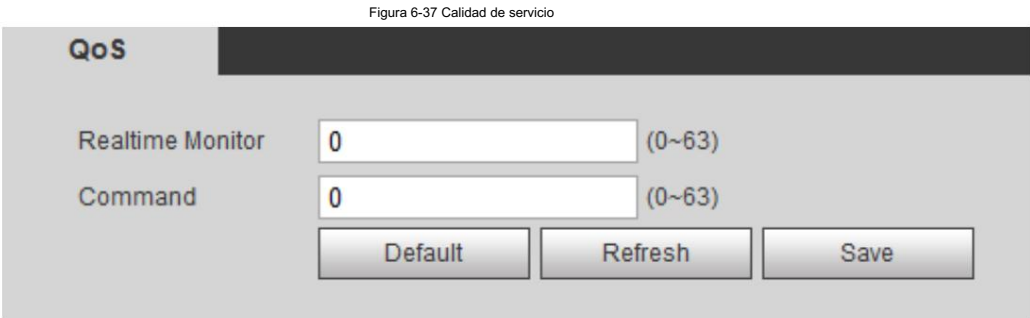 Figura 6-37 Calidad de servicio
QoS
Realtime Monitor 0 (0~63)
Command 0 (0~63)
Default Refresh Save